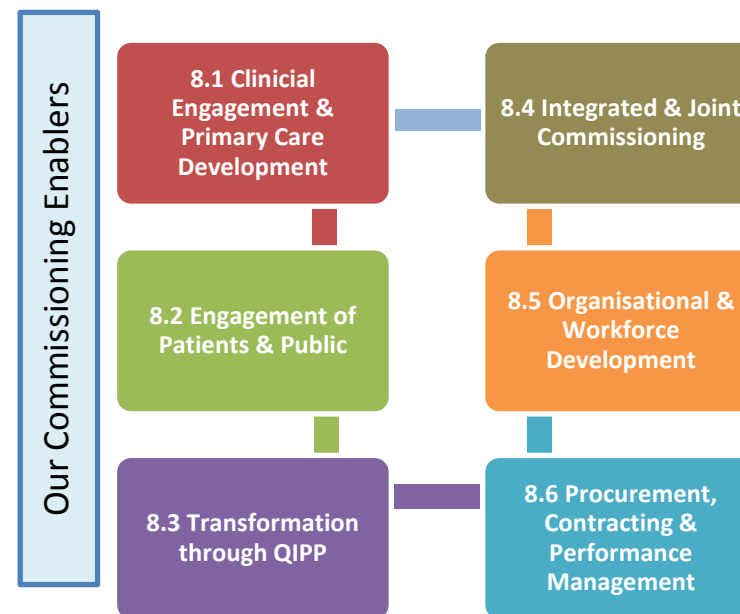 Our Commissioning Enablers
8.1 Clinicial
Engagement &
Primary Care
Development
8.2 Engagement of
Patients & Public
8.3 Transformation
through QIPP
8.4 Integrated & Joint
Commissioning
8.5 Organisational &
Workforce
Development
8.6 Procurement,
Contracting &
Performance
Management